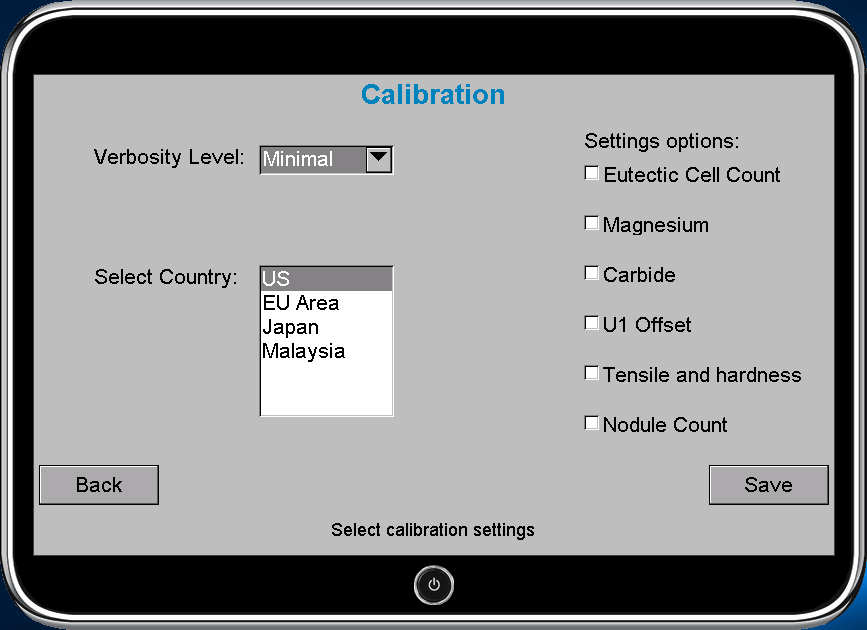 Calibration
Verbosity Level: Minimal
Select Country:
US
EU Area
Japan
Malaysia
Settings options:
Eutectic Cell Count
Magnesium
Carbide
U1 Offset
Tensile and hardness
Nodule Count
Back
Save
Select calibration settings